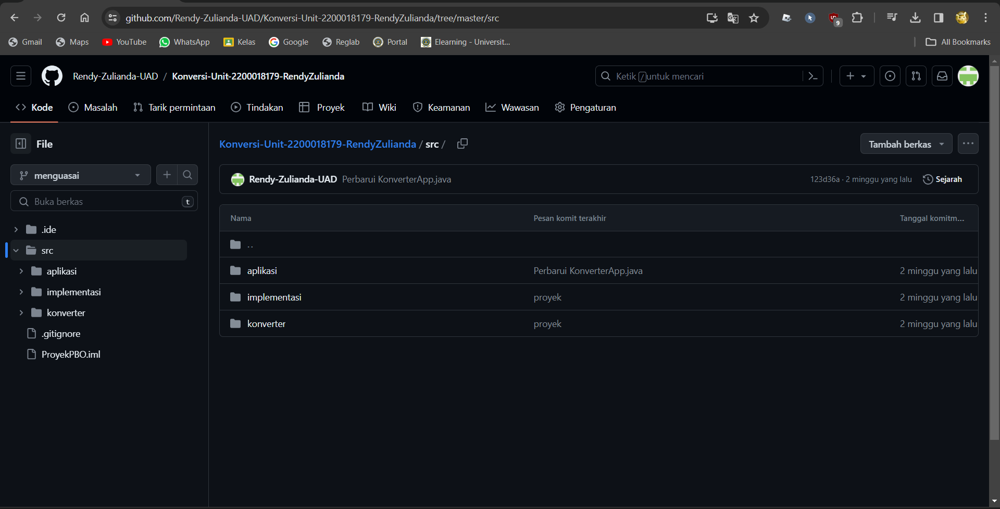 github.com/Rendy-Zulianda-UAD/Konversi-Unit-2200018179-RendyZulianda/tree/master/src
9
Gmail Maps YouTube WhatsApp Kelas Google Reglab Portal Elearning - Universit... All Bookmarks
Rendy-Zulianda-UAD / Konversi-Unit-2200018179-RendyZulianda Ketik / untuk mencari
Kode Masalah Tarik permintaan Tindakan Proyek Wiki Keamanan Wawasan Pengaturan
File
menguasai
Buka berkas t
.ide
src
aplikasi
implementasi
konverter
.gitignore
ProyekPBO.iml
Konversi-Unit-2200018179-RendyZulianda / src / Tambah berkas
Rendy-Zulianda-UAD Perbarui KonverterApp.java 123d36a · 2 minggu yang lalu Sejarah
Nama Pesan komit terakhir Tanggal komitm...
..
aplikasi Perbarui KonverterApp.java 2 minggu yang lalu
implementasi proyek 2 minggu yang lalu
konverter proyek 2 minggu yang lalu